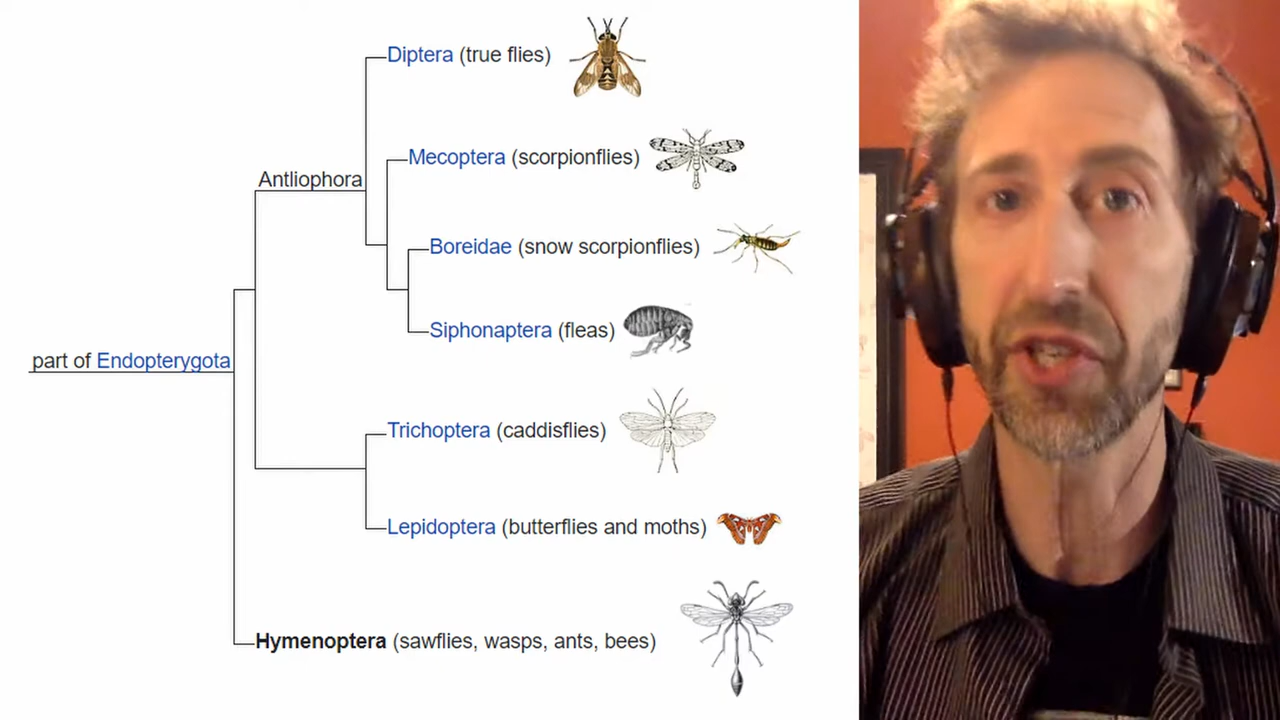 Diptera (true flies)
Mecoptera (scorpionflies)
Antliophora
Boreidae (snow scorpionflies)
Siphonaptera (fleas)
part of Endopterygota
Trichoptera (caddisflies)
Lepidoptera (butterflies and moths)
Hymenoptera (sawflies, wasps, ants, bees)